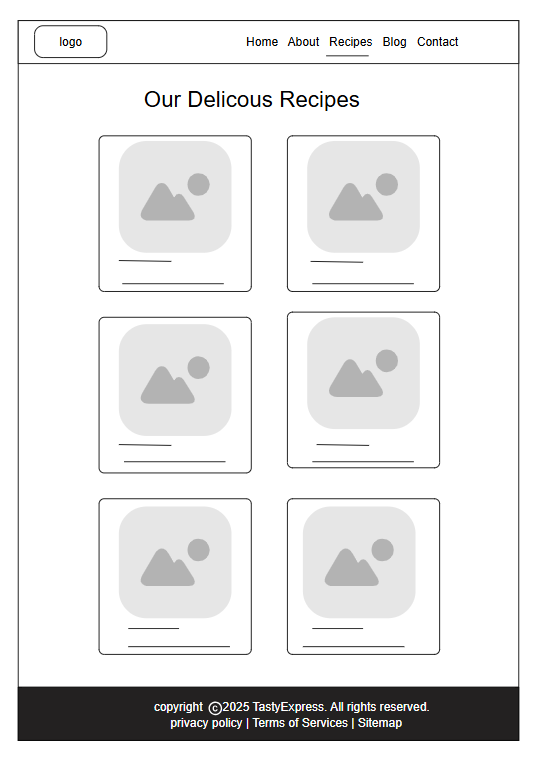 logo
Home About Recipes Blog Contact
Our Delicous Recipes
copyright ©2025 TastyExpress. All rights reserved.
privacy policy | Terms of Services | Sitemap